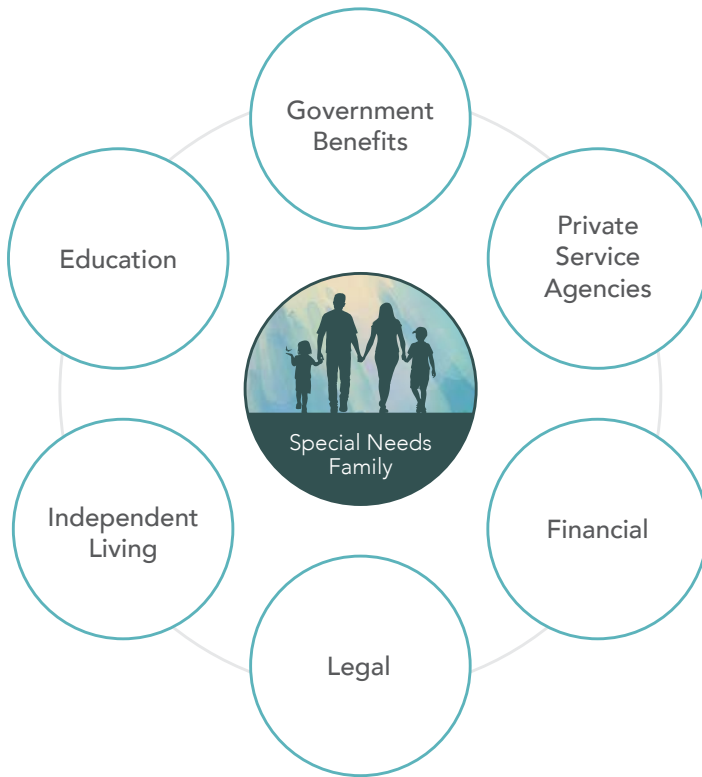 Government
Benefits
Private
Service
Agencies
Education
Special Needs
Family
Independent
Living
Financial
Legal